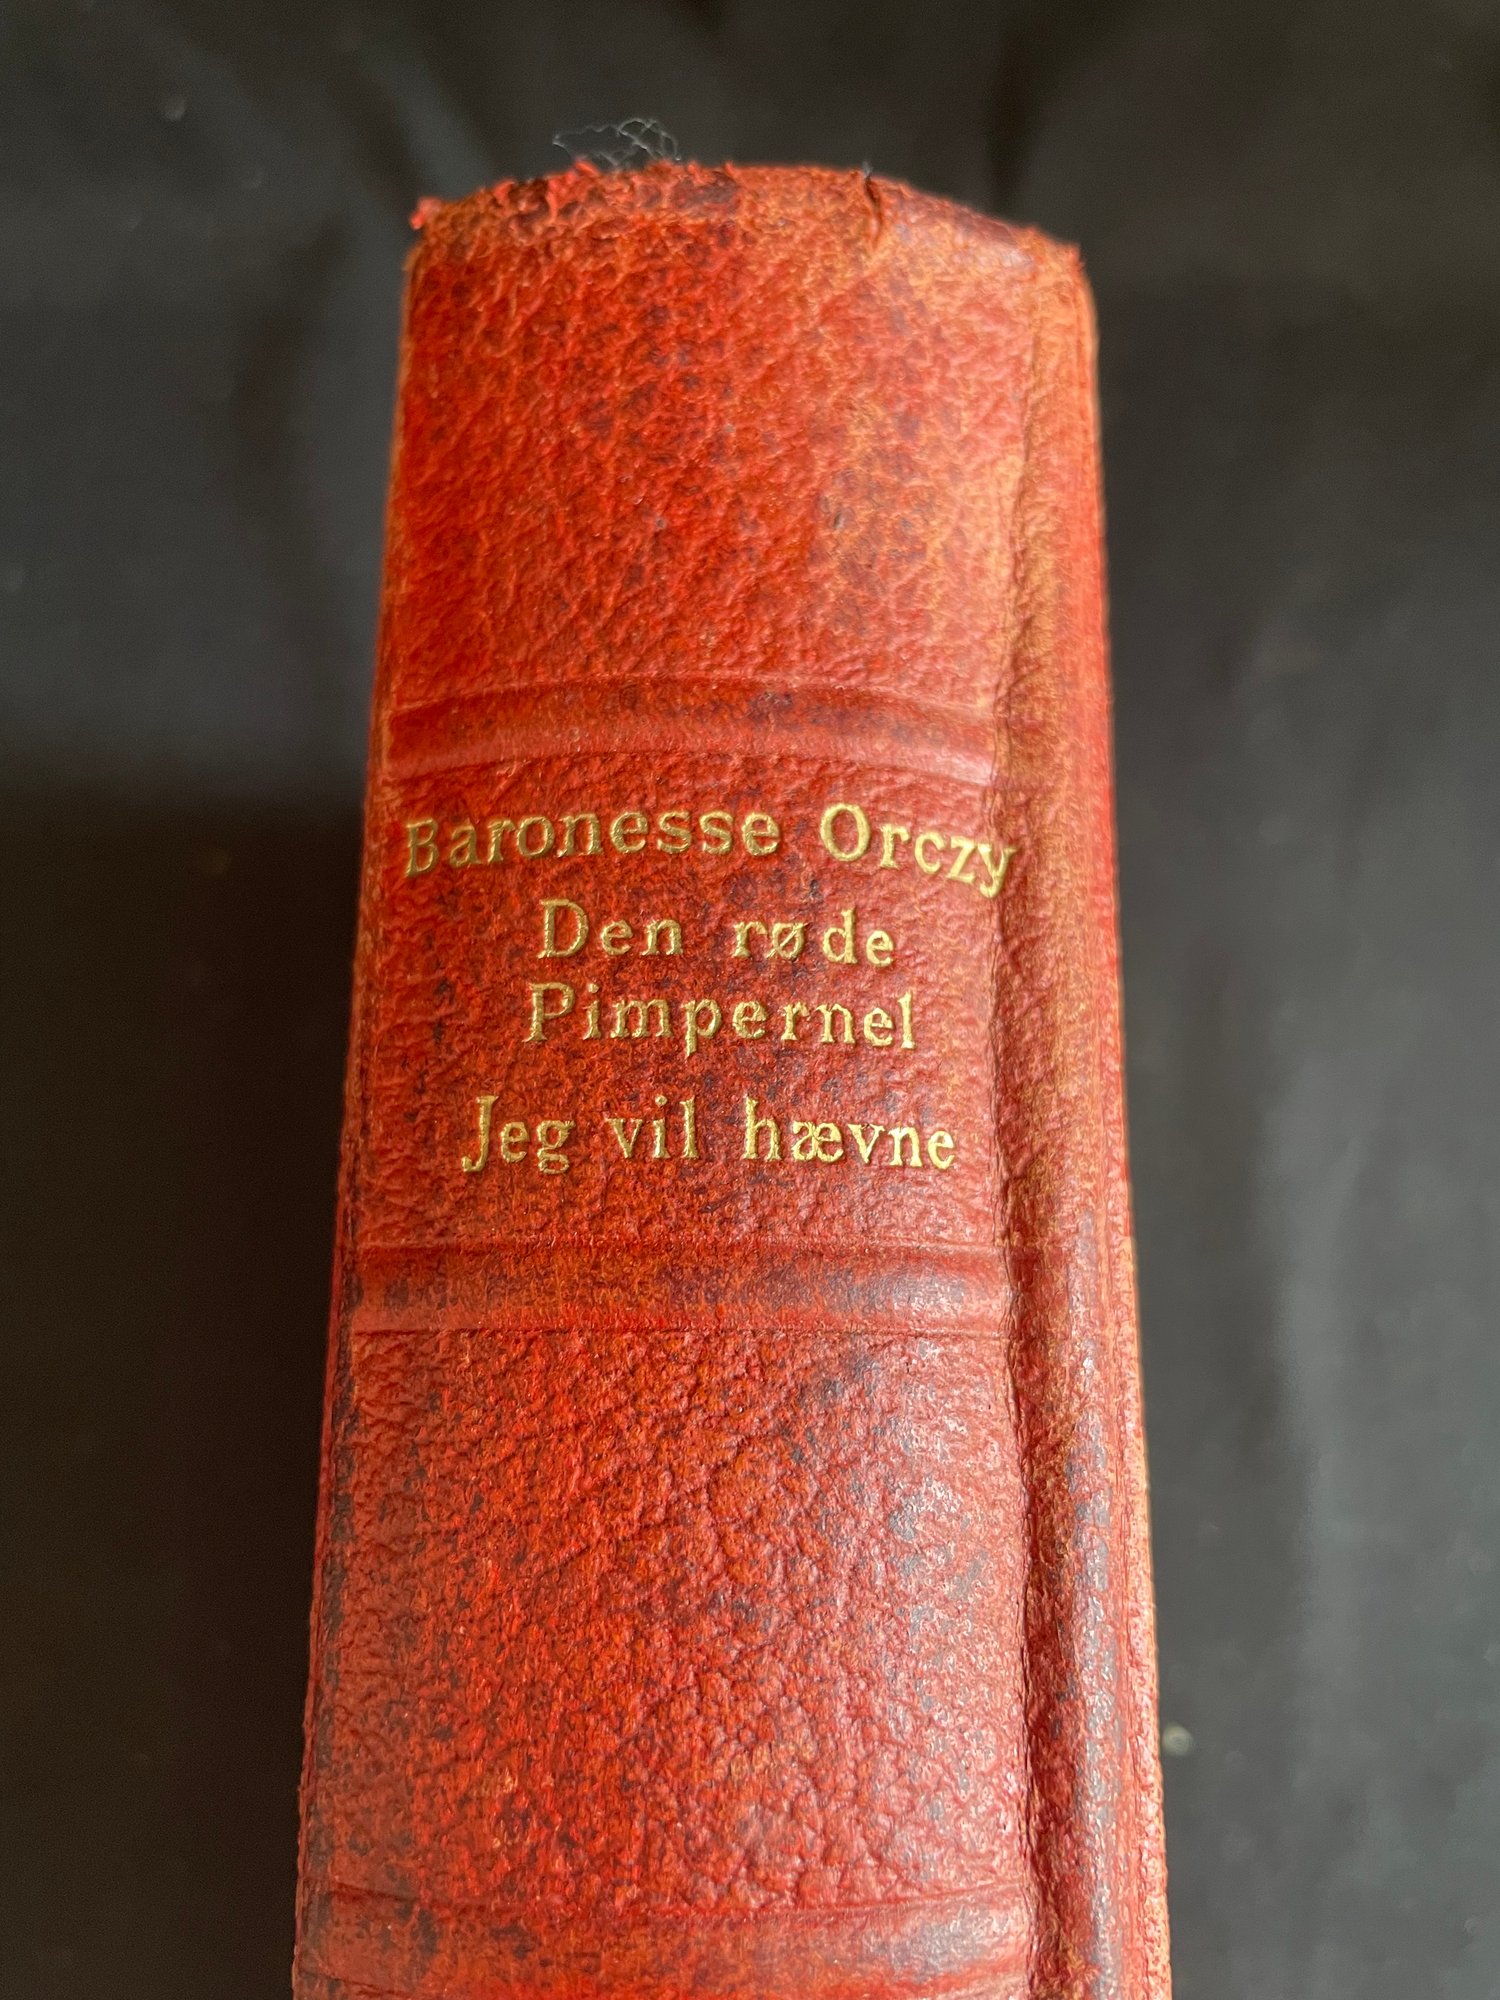 Baronesse Orczy
Den røde
Pimpernel
Jeg vil hævne